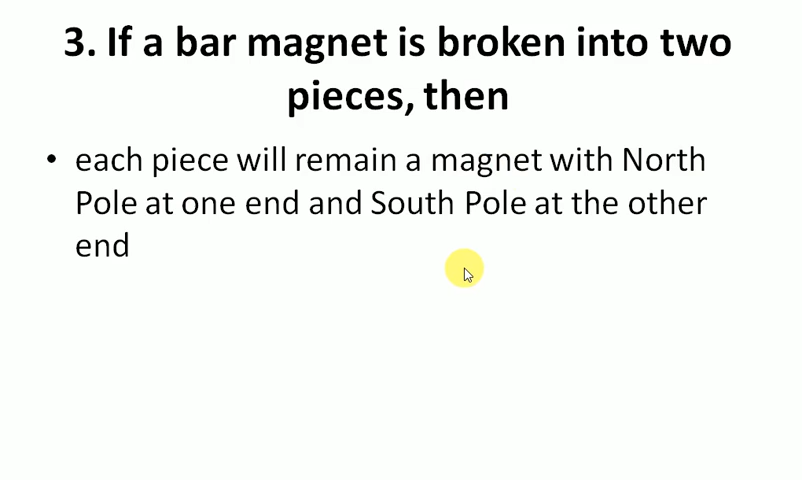 3. If a bar magnet is broken into two
pieces, then
• each piece will remain a magnet with North
Pole at one end and South Pole at the other
end